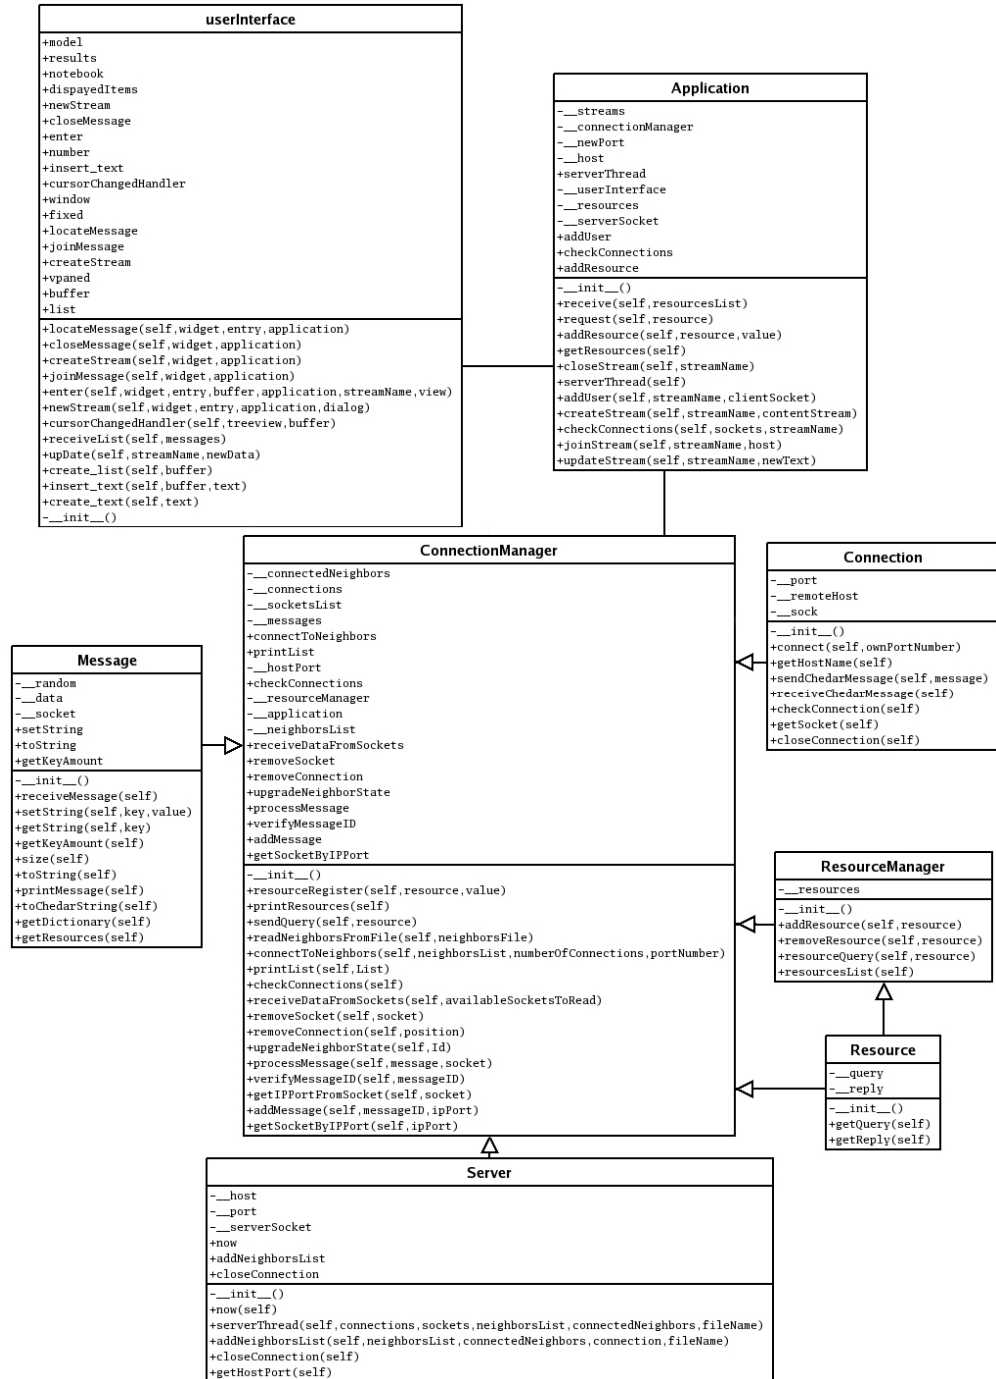 userInterface
+model
+results
+notebook
+dispayedItems
+newStream
+closeMessage
+enter
+number
+insert_text
+cursorChangedHandler
+window
+fixed
+locateMessage
+joinMessage
+createStream
+vpaned
+buffer
+list
+locateMessage(self,widget,entry,application)
+closeMessage(self,widget,application)
+createStream(self,widget,application)
+joinMessage(self,widget,application)
+enter(self,widget,entry,buffer,application,streamName,view)
+newStream(self,widget,entry,application,dialog)
+cursorChangedHandler(self,treeview,buffer)
+receiveList(self,messages)
+upDate(self,streamName,newData)
+create_list(self,buffer)
+insert_text(self,buffer,text)
+create_text(self,text)
-__init__()
Application
-__streams
-__connectionManager
-__newPort
-__host
+serverThread
-__userInterface
-__resources
-__serverSocket
+addUser
+checkConnections
+addResource
-__init__()
+receive(self,resourcesList)
+request(self,resource)
+addResource(self,resource,value)
+getResources(self)
+closeStream(self,streamName)
+serverThread(self)
+addUser(self,streamName,clientSocket)
+createStream(self,streamName,contentStream)
+checkConnections(self,sockets,streamName)
+joinStream(self,streamName,host)
+updateStream(self,streamName,newText)
ConnectionManager
-__connectedNeighbors
-__connections
-__socketsList
-__messages
+connectToNeighbors
+printList
-__hostPort
+checkConnections
-__resourceManager
-__application
-__neighborsList
+receiveDataFromSockets
+removeSocket
+removeConnection
+upgradeNeighborState
+processMessage
+verifyMessageID
+addMessage
+getSocketByIPPort
-__init__()
+resourceRegister(self,resource,value)
+printResources(self)
+sendQuery(self,resource)
+readNeighborsFromFile(self,neighborsFile)
+connectToNeighbors(self,neighborsList,numberOfConnections,portNumber)
+printList(self,List)
+checkConnections(self)
+receiveDataFromSockets(self,availableSocketsToRead)
+removeSocket(self,socket)
+removeConnection(self,position)
+upgradeNeighborState(self,Id)
+processMessage(self,message,socket)
+verifyMessageID(self,messageID)
+getIPPortFromSocket(self,socket)
+addMessage(self,messageID,ipPort)
+getSocketByIPPort(self,ipPort)
Connection
-__port
-__remoteHost
-__sock
-__init__()
+connect(self,ownPortNumber)
+getHostName(self)
+sendChedarMessage(self,message)
+receiveChedarMessage(self)
+checkConnection(self)
+getSocket(self)
+closeConnection(self)
Message
-__random
-__data
-__socket
+setString
+toString
+getKeyAmount
-__init__()
+receiveMessage(self)
+setString(self,key,value)
+getString(self,key)
+getKeyAmount(self)
+size(self)
+toString(self)
+printMessage(self)
+toChedarString(self)
+getDictionary(self)
+getResources(self)
ResourceManager
-__resources
-__init__()
+addResource(self,resource)
+removeResource(self,resource)
+resourceQuery(self,resource)
+resourcesList(self)
Resource
-__query
-__reply
-__init__()
+getQuery(self)
+getReply(self)
Server
-__host
-__port
-__serverSocket
+now
+addNeighborsList
+closeConnection
-__init__()
+now(self)
+serverThread(self,connections,sockets,neighborsList,connectedNeighbors,fileName)
+addNeighborsList(self,neighborsList,connectedNeighbors,connection,fileName)
+closeConnection(self)
+getHostPort(self)